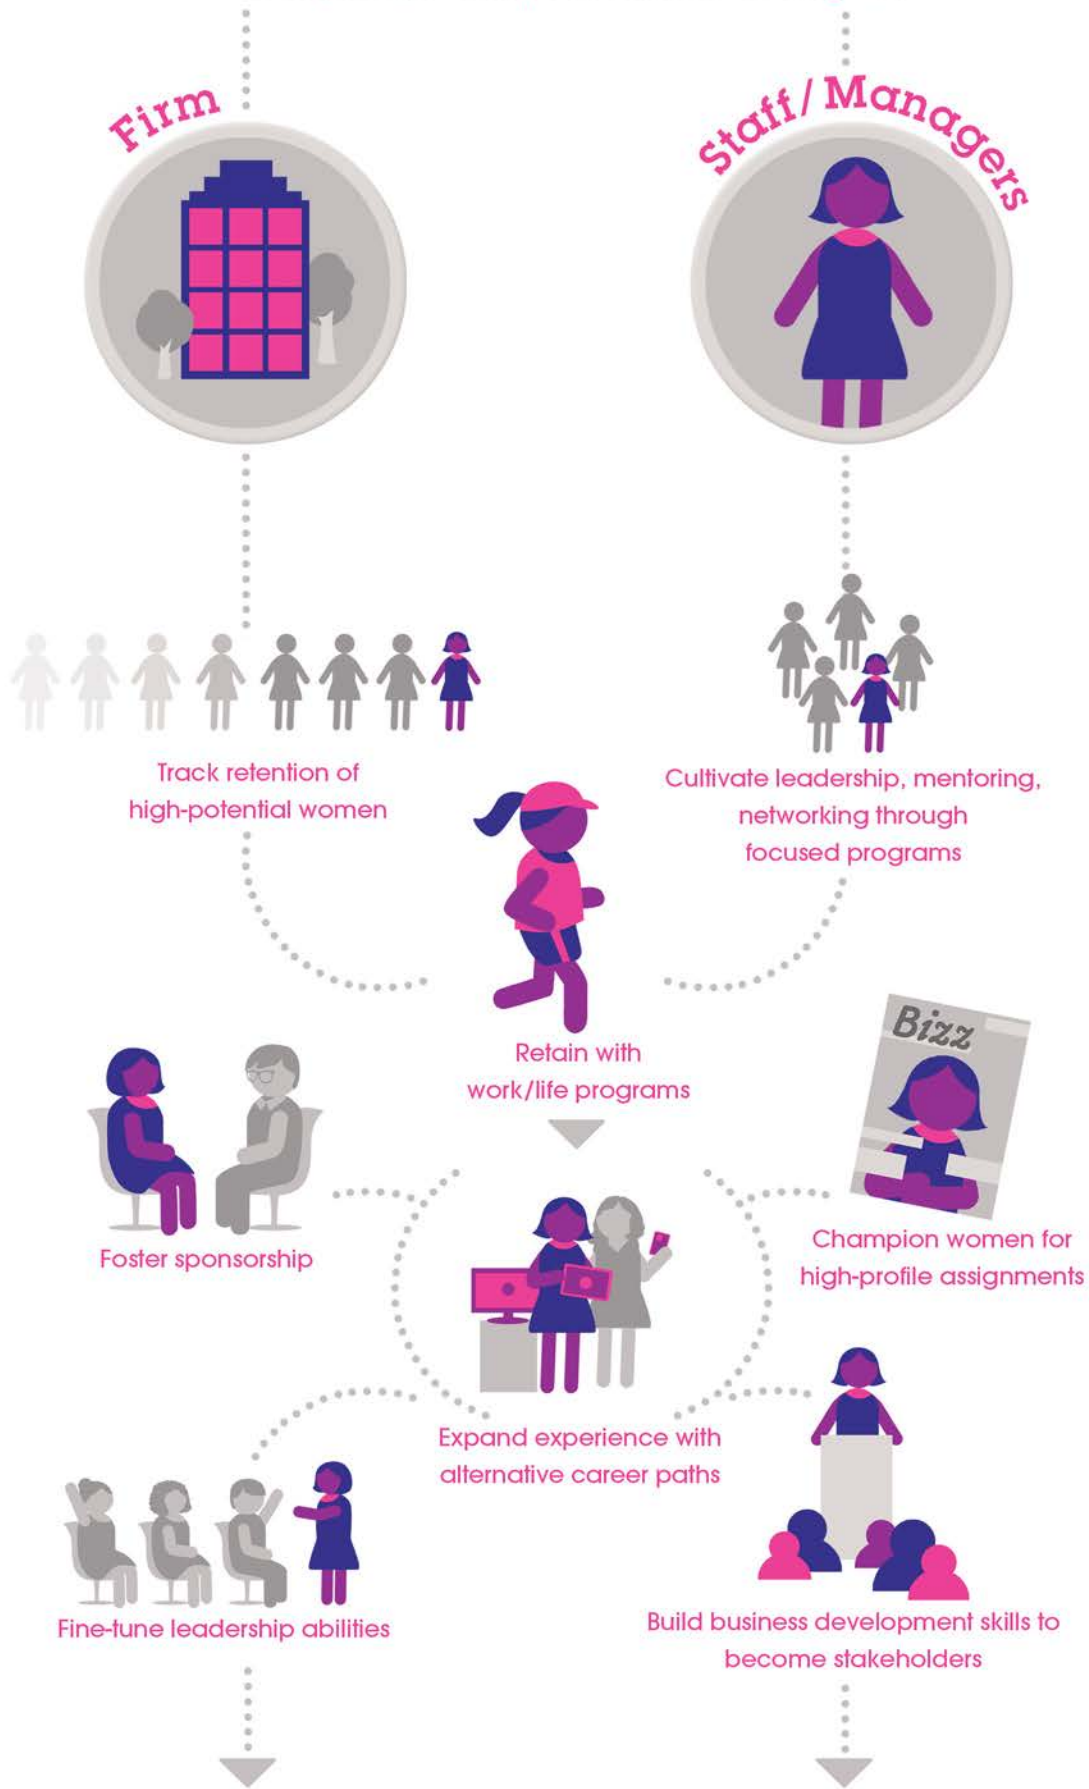 Firm
Staff / Managers
Track retention of
high-potential women
Cultivate leadership, mentoring,
networking through
focused programs
Retain with
work/life programs
Bizz
Foster sponsorship
Champion women for
high-profile assignments
Expand experience with
alternative career paths
Fine-tune leadership abilities
Build business development skills to
become stakeholders